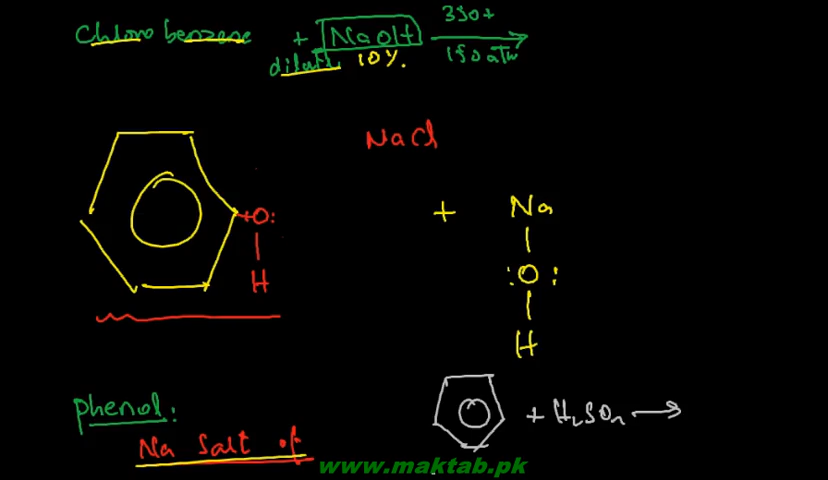 Chloro benzene + NaOH 350+
dilute 10%. 150 atm
NaCl
+O:
H
+ Na
:O:
H
phenol:
+ H2SO4
Na Salt of
www.maktab.pk